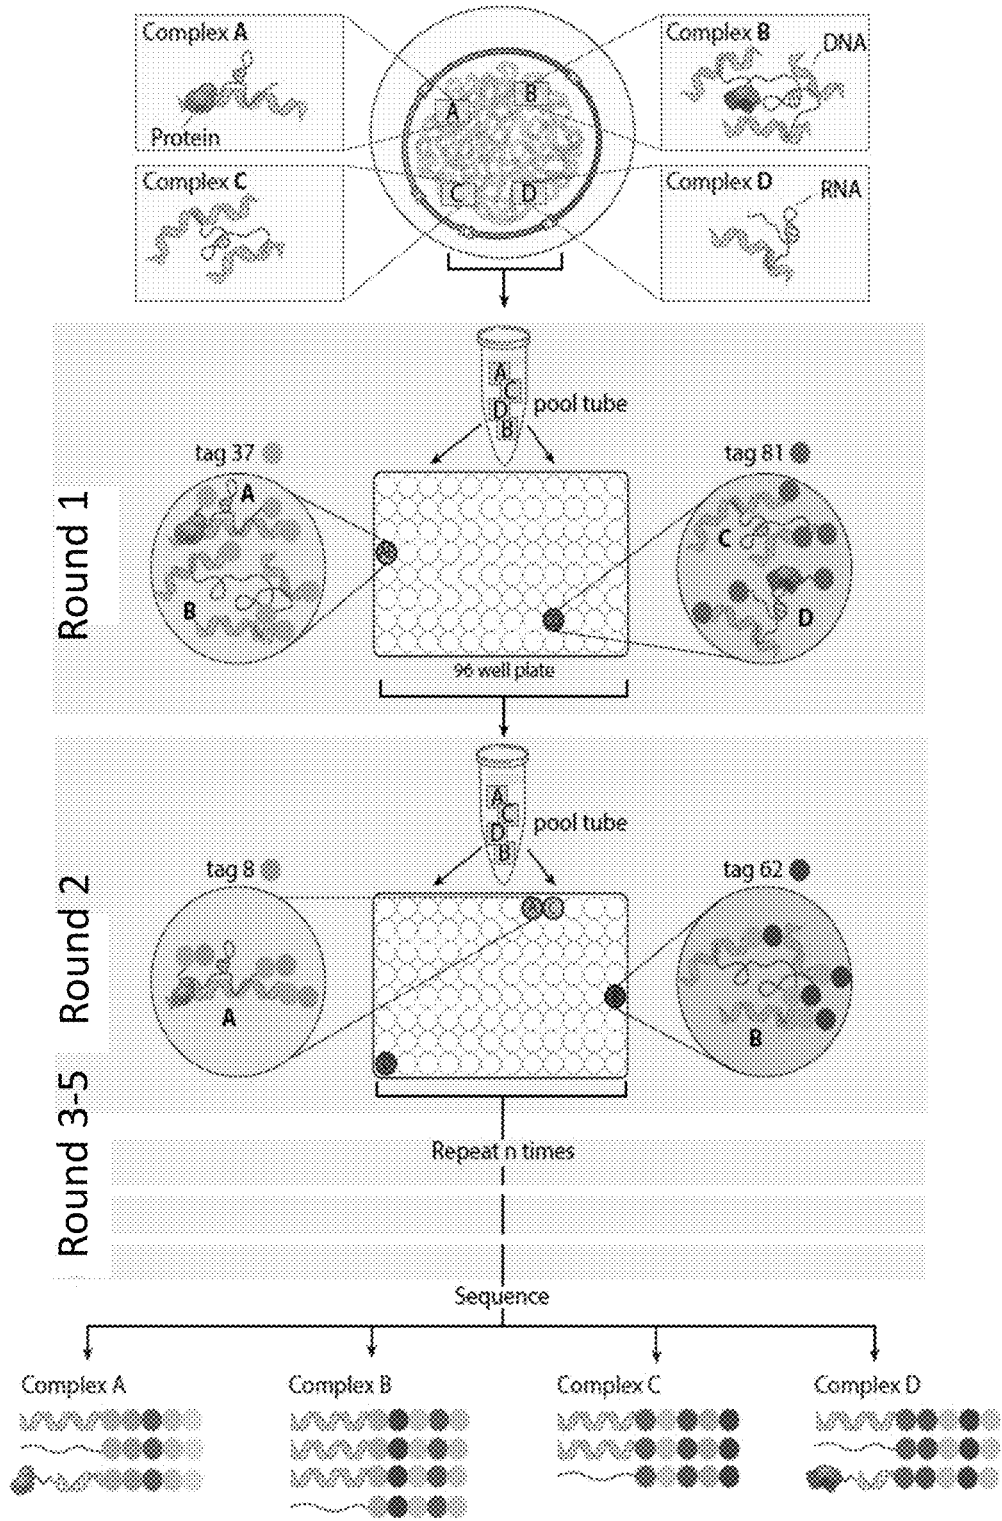 Complex A
Protein
Complex B
DNA
Complex C
Complex D
RNA
A
B
C
D
A
C
D
B
pool tube
Round 1
tag 37
A
B
tag 81
C
D
96 well plate
A
C
D
B
pool tube
Round 2
tag 8
A
C
tag 62
A
B
Round 3-5
Repeat n times
Sequence
Complex A
Complex B
Complex C
Complex D